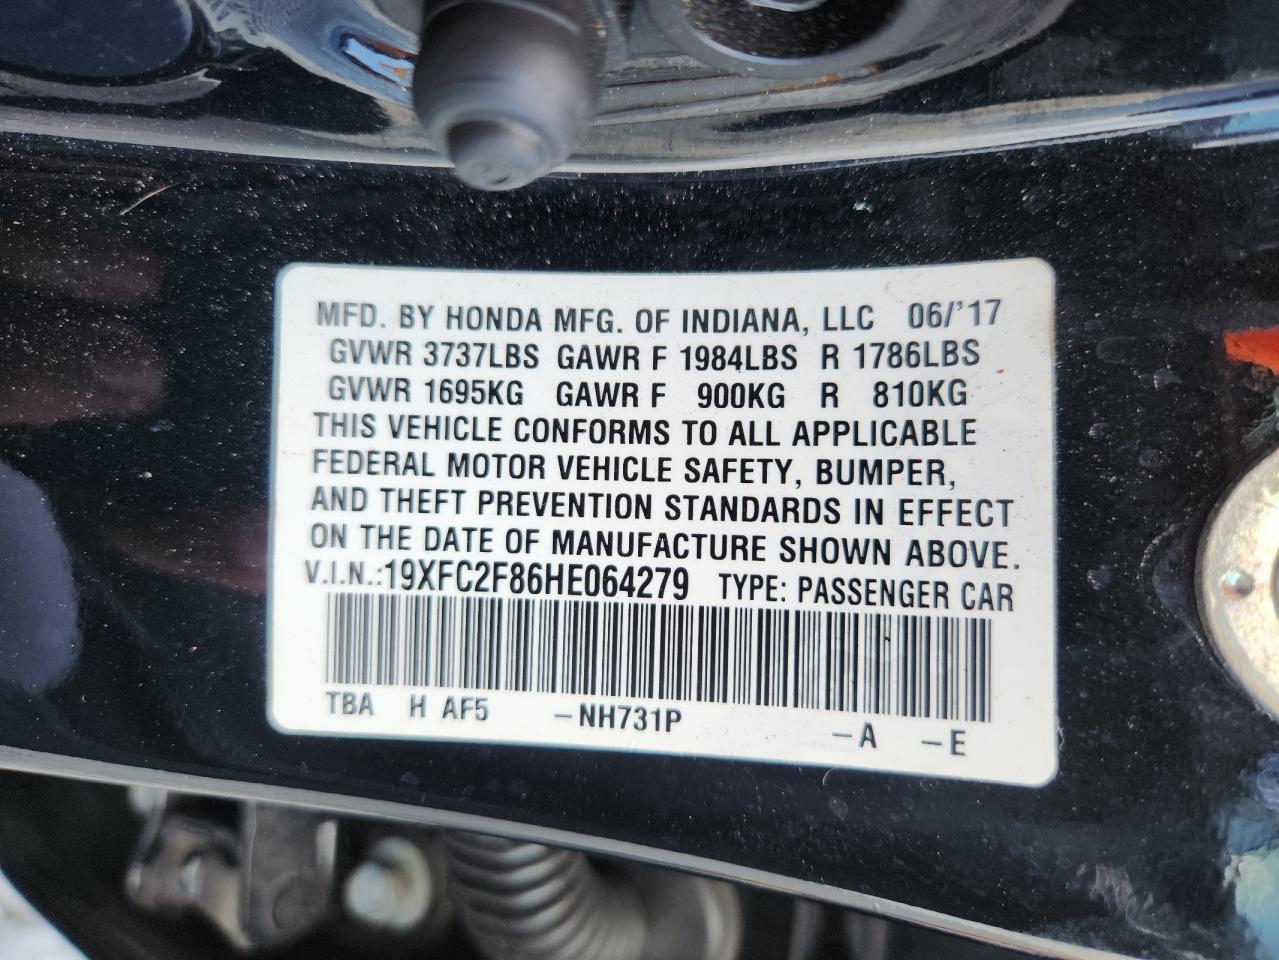 MFD. BY HONDA MFG. OF INDIANA, LLC 06/'17
GVWR 3737LBS GAWR F 1984LBS R 1786LBS
GVWR 1695KG GAWR F 900KG R 810KG
THIS VEHICLE CONFORMS TO ALL APPLICABLE
FEDERAL MOTOR VEHICLE SAFETY, BUMPER,
AND THEFT PREVENTION STANDARDS IN EFFECT
ON THE DATE OF MANUFACTURE SHOWN ABOVE.
V.I.N.:19XFC2F86HE064279 TYPE: PASSENGER CAR
TBA H AF5 -NH731P -A -E